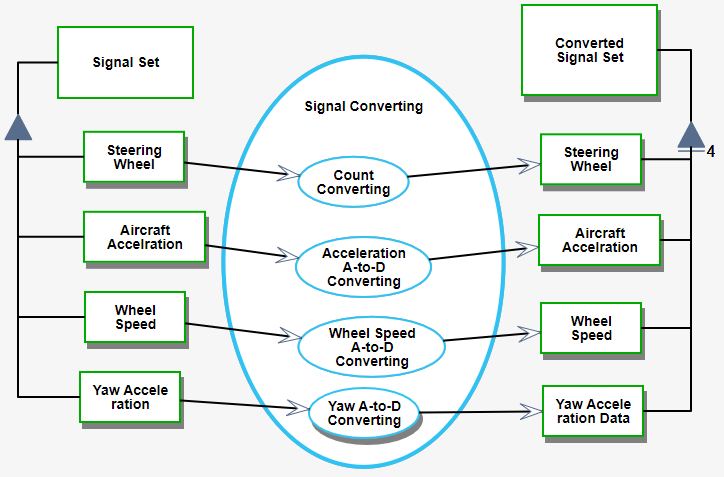 Signal Set
Converted
Signal Set
Signal Converting
4
Steering
Wheel
Count
Converting
Steering
Wheel
Aircraft
Accelration
Acceleration
A-to-D
Converting
Aircraft
Accelration
Wheel
Speed
Wheel Speed
A-to-D
Converting
Wheel
Speed
Yaw Accele
ration
Yaw A-to-D
Converting
Yaw Accele
ration Data